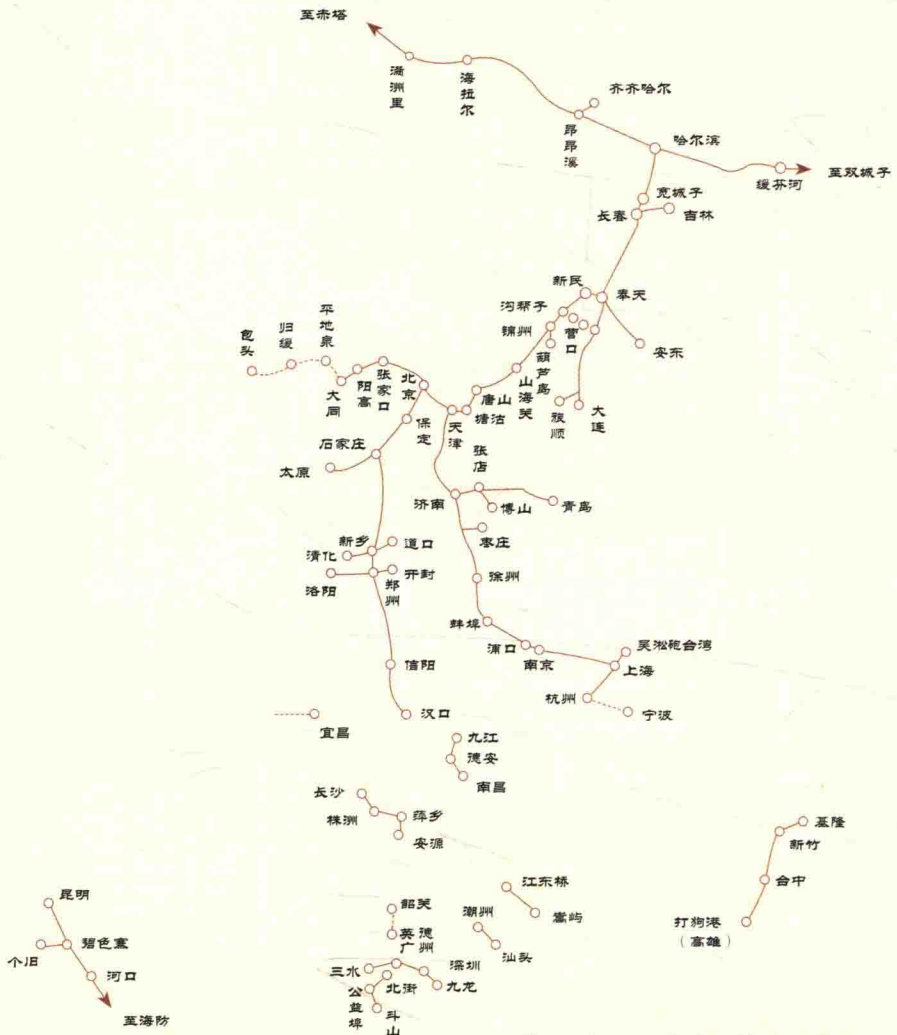 至赤塔
满洲里
海拉尔
齐齐哈尔
昂昂溪
哈尔滨
绥芬河
至双城子
宽城子
长春
吉林
新民
奉天
沟帮子
锦州
营口
葫芦岛
安东
包头
归绥
平地泉
大同
阳高
张家口
北京
山海关
唐山
塘沽
旅顺
大连
保定
天津
石家庄
太原
张店
济南
博山
青岛
枣庄
新乡
道口
清化
洛阳
郑州
开封
徐州
蚌埠
浦口
南京
吴淞砲台湾
上海
信阳
杭州
宁波
宜昌
汉口
九江
德安
南昌
长沙
株洲
萍乡
安源
基隆
新竹
台中
打狗港
（高雄）
昆明
碧色寨
个旧
河口
至海防
江东桥
嵩屿
韶关
英德
潮州
汕头
广州
三水
深圳
九龙
公益埠
北街
斗山